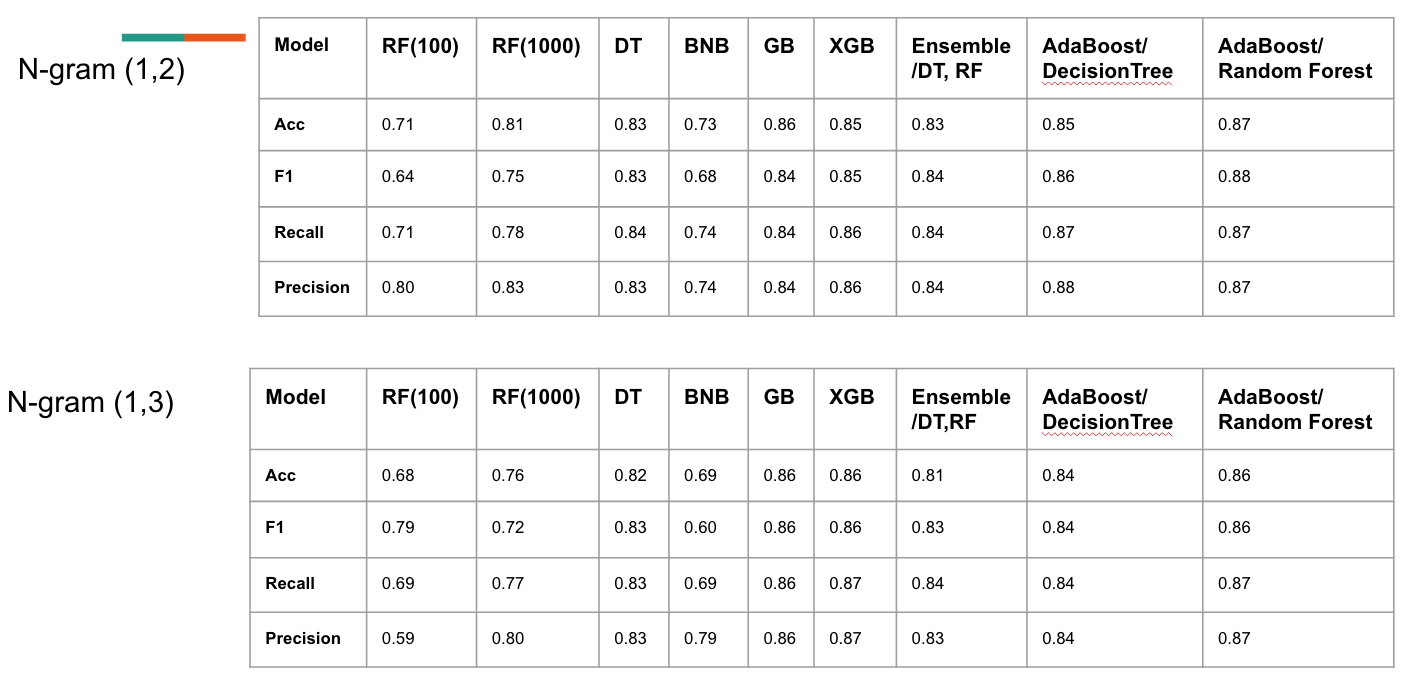 N-gram (1,2)
Model RF(100) RF(1000) DT BNB GB XGB Ensemble /DT, RF AdaBoost/ DecisionTree AdaBoost/ Random Forest
Acc 0.71 0.81 0.83 0.73 0.86 0.85 0.83 0.85 0.87
F1 0.64 0.75 0.83 0.68 0.84 0.85 0.84 0.86 0.88
Recall 0.71 0.78 0.84 0.74 0.84 0.86 0.84 0.87 0.87
Precision 0.80 0.83 0.83 0.74 0.84 0.86 0.84 0.88 0.87
N-gram (1,3)
Model RF(100) RF(1000) DT BNB GB XGB Ensemble /DT,RF AdaBoost/ DecisionTree AdaBoost/ Random Forest
Acc 0.68 0.76 0.82 0.69 0.86 0.86 0.81 0.84 0.86
F1 0.79 0.72 0.83 0.60 0.86 0.86 0.83 0.84 0.86
Recall 0.69 0.77 0.83 0.69 0.86 0.87 0.84 0.84 0.87
Precision 0.59 0.80 0.83 0.79 0.86 0.87 0.83 0.84 0.87